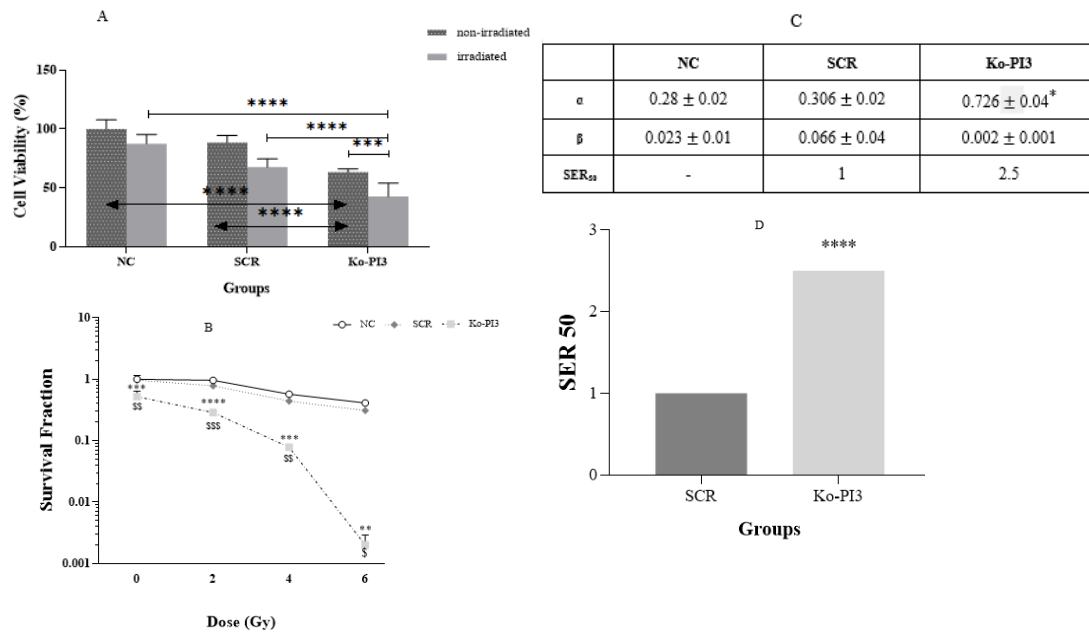 A
non-irradiated
irradiated
Cell Viability (%)
150
100
50
0
****
****
***
****
****
NC
SCR
Ko-PI3
Groups
B
NC
SCR
Ko-PI3
Survival Fraction
10
1
0.1
0.01
0.001
***
$$
****
$$$
***
$$
**
$
0
2
4
6
Dose (Gy)
C
NC SCR Ko-PI3
α 0.28 ± 0.02 0.306 ± 0.02 0.726 ± 0.04*
β 0.023 ± 0.01 0.066 ± 0.04 0.002 ± 0.001
SER₅₀ - 1 2.5
D
SER 50
3
2
1
0
****
SCR
Ko-PI3
Groups